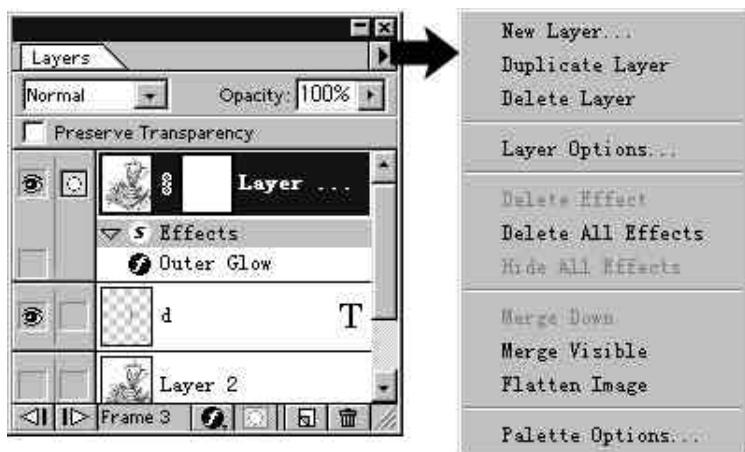 Layers
Normal Opacity: 100%
Preserve Transparency
Layer ...
Effects
Outer Glow
d T
Layer 2
Frame 3
New Layer...
Duplicate Layer
Delete Layer
Layer Options...
Delete Effect
Delete All Effects
Hide All Effects
Merge Down
Merge Visible
Flatten Image
Palette Options...